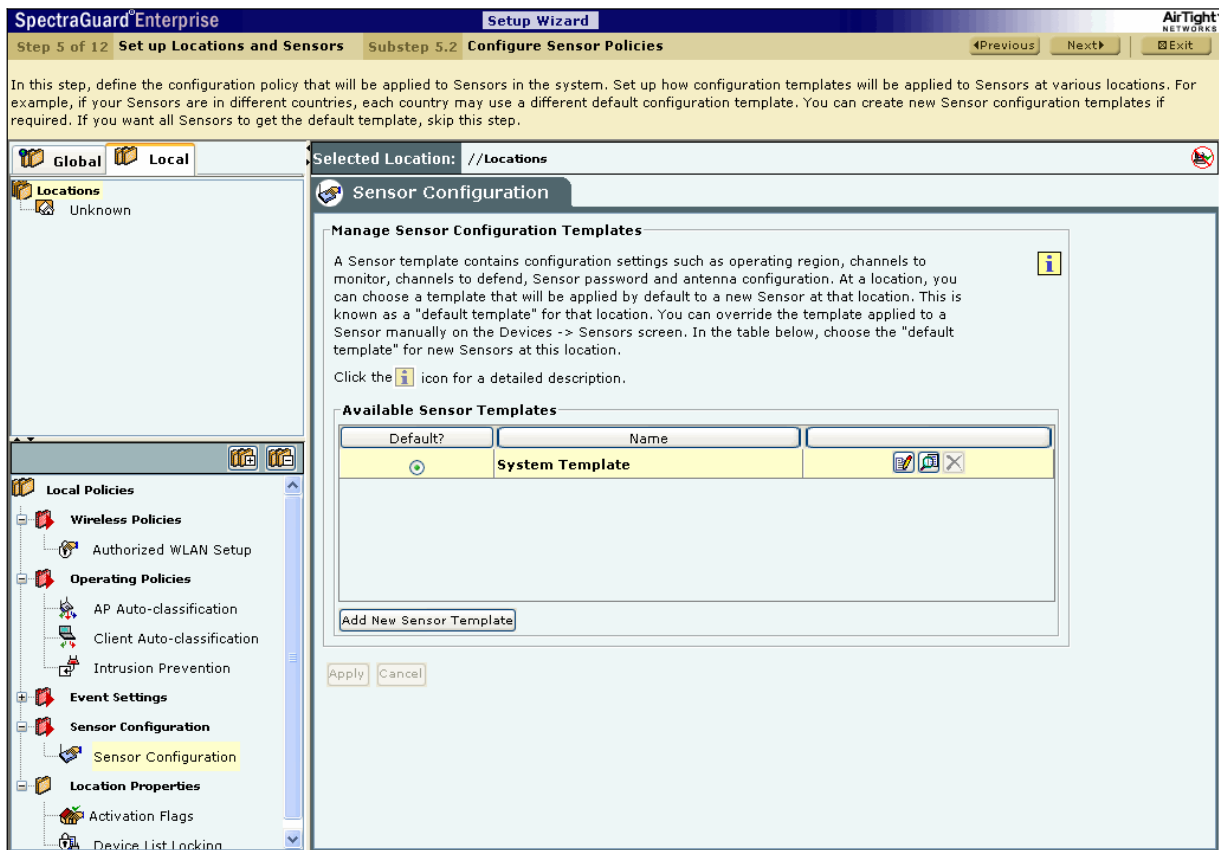 SpectraGuard®Enterprise
Setup Wizard
AirTight
NETWORKS
Step 5 of 12 Set up Locations and Sensors Substep 5.2 Configure Sensor Policies
Previous
Next
Exit
In this step, define the configuration policy that will be applied to Sensors in the system. Set up how configuration templates will be applied to Sensors at various locations. For
example, if your Sensors are in different countries, each country may use a different default configuration template. You can create new Sensor configuration templates if
required. If you want all Sensors to get the default template, skip this step.
Global
Local
Locations
Unknown
Local Policies
Wireless Policies
Authorized WLAN Setup
Operating Policies
AP Auto-classification
Client Auto-classification
Intrusion Prevention
Event Settings
Sensor Configuration
Sensor Configuration
Location Properties
Activation Flags
Device List Locking
Selected Location: //Locations
Sensor Configuration
Manage Sensor Configuration Templates
A Sensor template contains configuration settings such as operating region, channels to
monitor, channels to defend, Sensor password and antenna configuration. At a location, you
can choose a template that will be applied by default to a new Sensor at that location. This is
known as a "default template" for that location. You can override the template applied to a
Sensor manually on the Devices -> Sensors screen. In the table below, choose the "default
template" for new Sensors at this location.
Click the i icon for a detailed description.
Available Sensor Templates
Default? Name
System Template
Add New Sensor Template
Apply Cancel